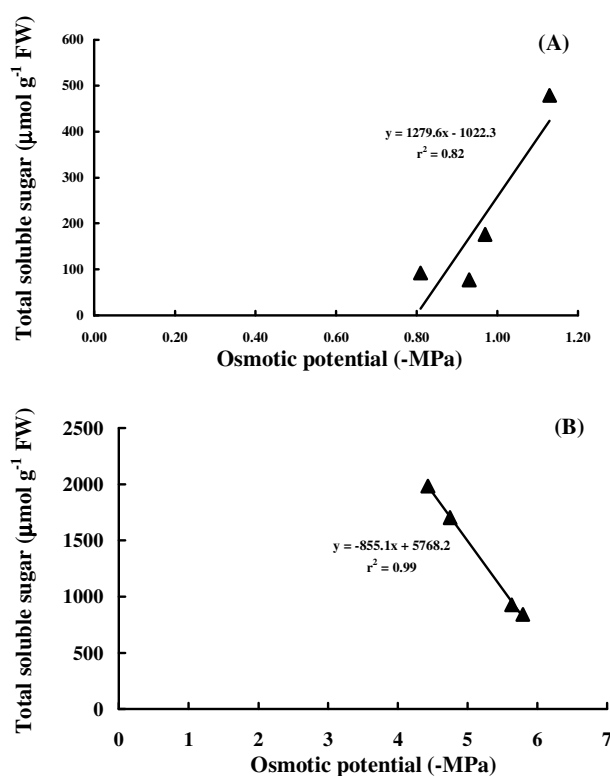 (A)
Total soluble sugar (µmol g⁻¹ FW)
600
500
400
300
200
100
0
y = 1279.6x - 1022.3
r² = 0.82
0.00 0.20 0.40 0.60 0.80 1.00 1.20
Osmotic potential (-MPa)
(B)
Total soluble sugar (µmol g⁻¹ FW)
2500
2000
1500
1000
500
0
y = -855.1x + 5768.2
r² = 0.99
0 1 2 3 4 5 6 7
Osmotic potential (-MPa)